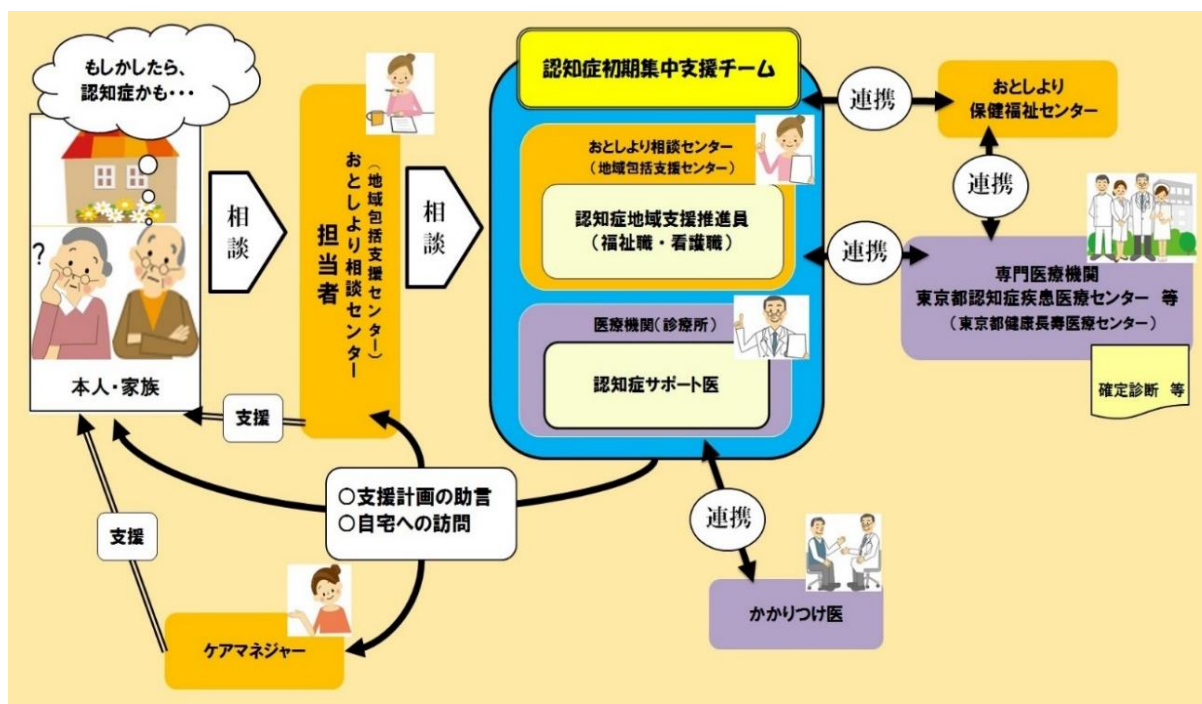 もしかしたら、
認知症かも・・・
?
本人・家族
相談
おとしより相談センター
(地域包括支援センター)
担当者
相談
認知症初期集中支援チーム
おとしより相談センター
(地域包括支援センター)
認知症地域支援推進員
(福祉職・看護職)
医療機関(診療所)
認知症サポート医
連携
おとしより
保健福祉センター
連携
連携
専門医療機関
東京都認知症疾患医療センター 等
(東京都健康長寿医療センター)
確定診断 等
支援
○支援計画の助言
○自宅への訪問
支援
連携
かかりつけ医
ケアマネジャー